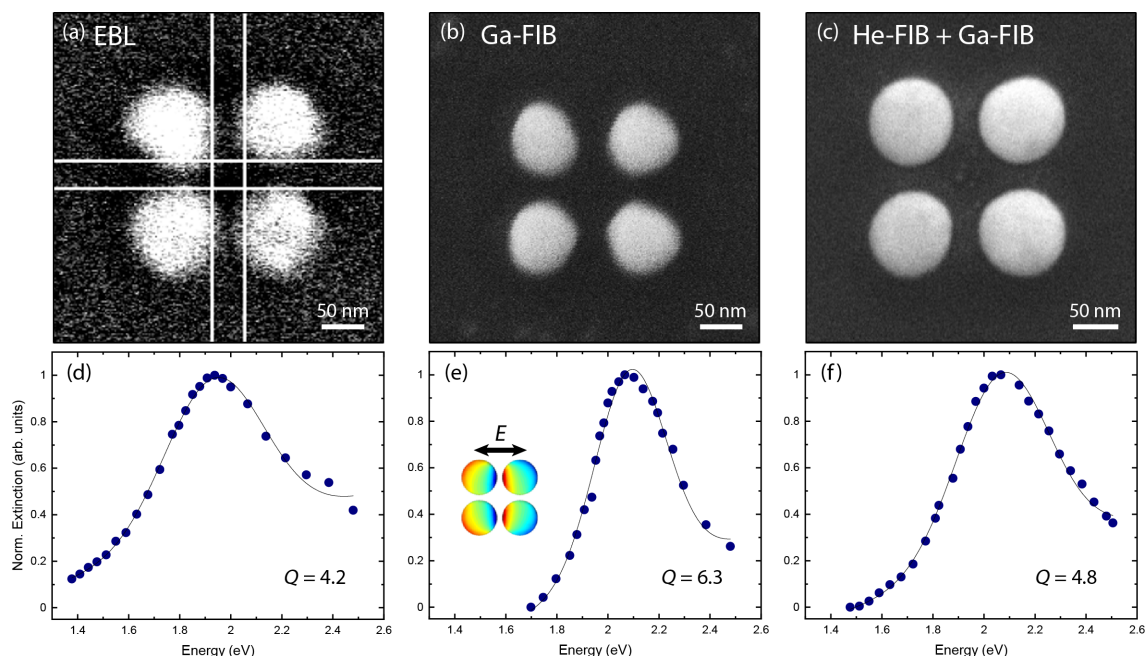 (a) EBL
50 nm
(b) Ga-FIB
50 nm
(c) He-FIB + Ga-FIB
50 nm
(d)
Norm. Extinction (arb. units)
1
0.8
0.6
0.4
0.2
0
Q = 4.2
1.4 1.6 1.8 2 2.2 2.4 2.6
Energy (eV)
(e)
E
1
0.8
0.6
0.4
0.2
0
Q = 6.3
1.4 1.6 1.8 2 2.2 2.4 2.6
Energy (eV)
(f)
1
0.8
0.6
0.4
0.2
0
Q = 4.8
1.4 1.6 1.8 2 2.2 2.4 2.6
Energy (eV)